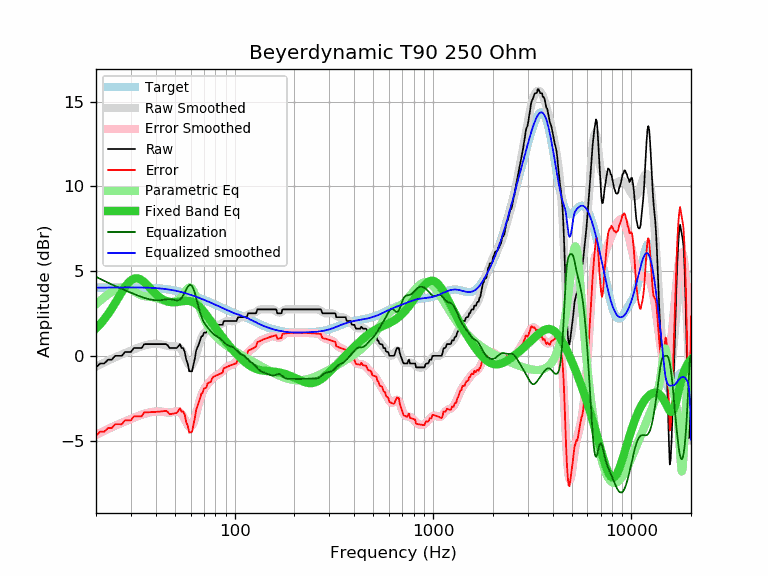 Beyerdynamic T90 250 Ohm
Target
Raw Smoothed
Error Smoothed
Raw
Error
Parametric Eq
Fixed Band Eq
Equalization
Equalized smoothed
15
10
5
0
−5
Amplitude (dBr)
100 1000 10000
Frequency (Hz)